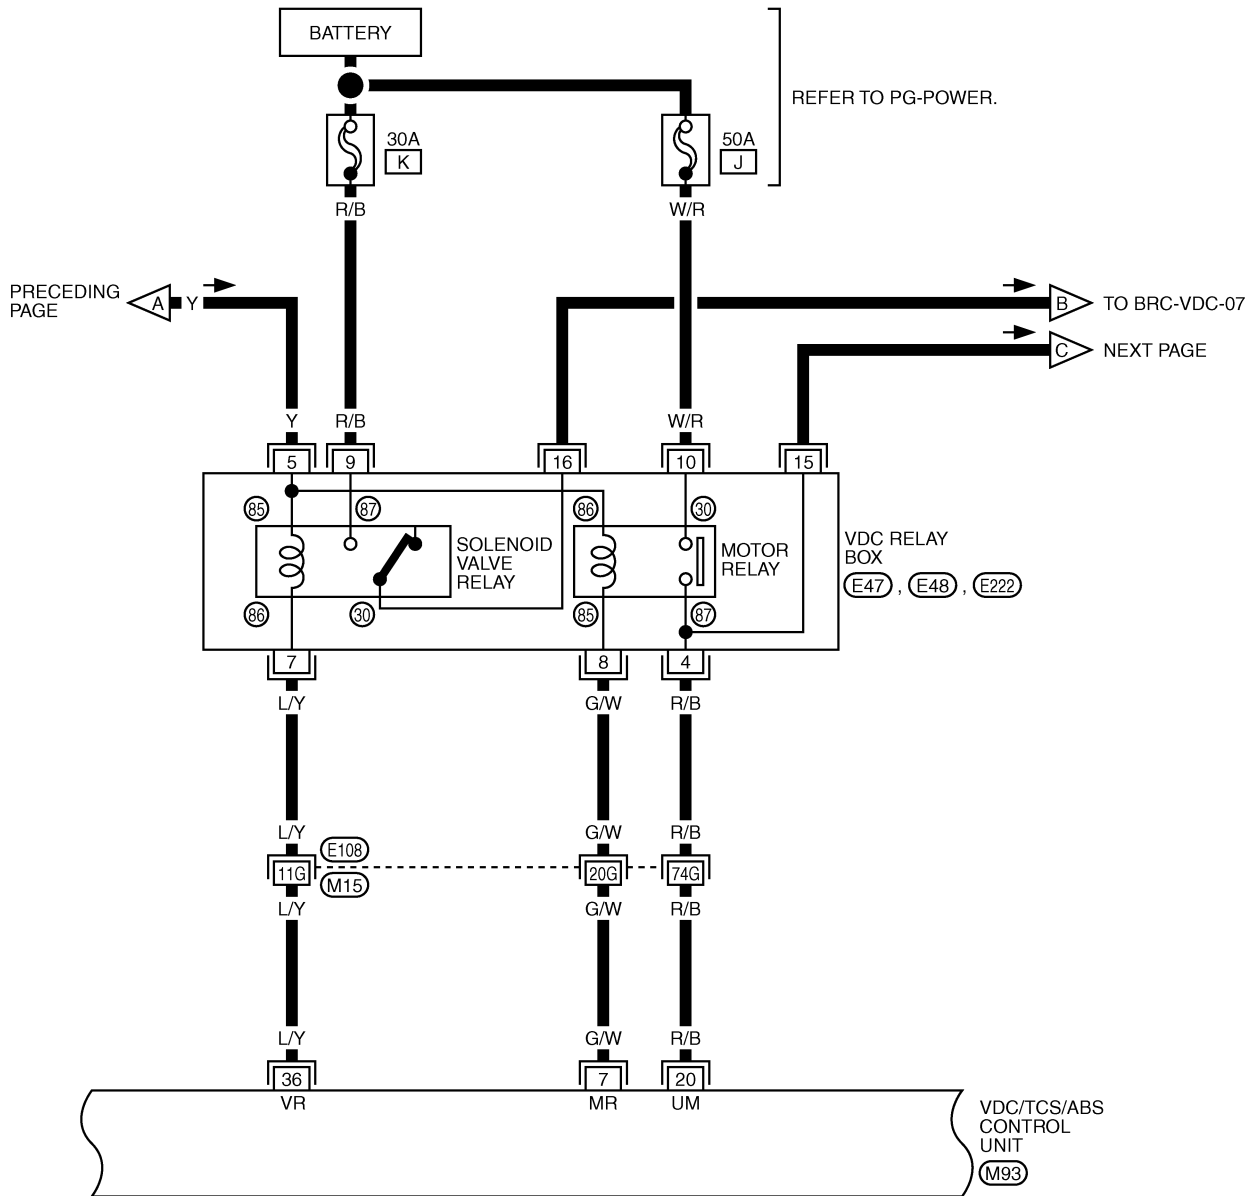 BATTERY
REFER TO PG-POWER.
30A
K
50A
J
R/B
W/R
PRECEDING
PAGE
A
Y
B
TO BRC-VDC-07
C
NEXT PAGE
Y
R/B
W/R
5
9
16
10
15
85
87
86
30
SOLENOID
VALVE
RELAY
MOTOR
RELAY
VDC RELAY
BOX
E47 , E48 , E222
86
30
85
87
7
8
4
L/Y
G/W
R/B
L/Y
G/W
R/B
E108
11G
20G
74G
M15
L/Y
G/W
R/B
L/Y
G/W
R/B
36
7
20
VR
MR
UM
VDC/TCS/ABS
CONTROL
UNIT
M93